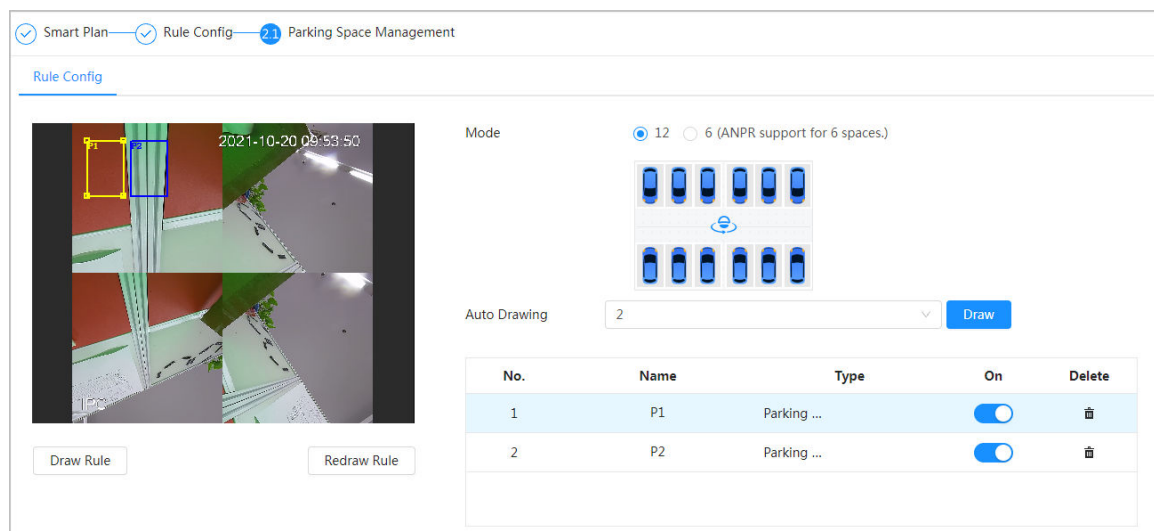 Smart Plan Rule Config 2.1 Parking Space Management
Rule Config
P1 P2 2021-10-20 09:53:50
IPC
Draw Rule Redraw Rule
Mode 12 6 (ANPR support for 6 spaces.)
Auto Drawing 2 Draw
No. Name Type On Delete
1 P1 Parking ...
2 P2 Parking ...